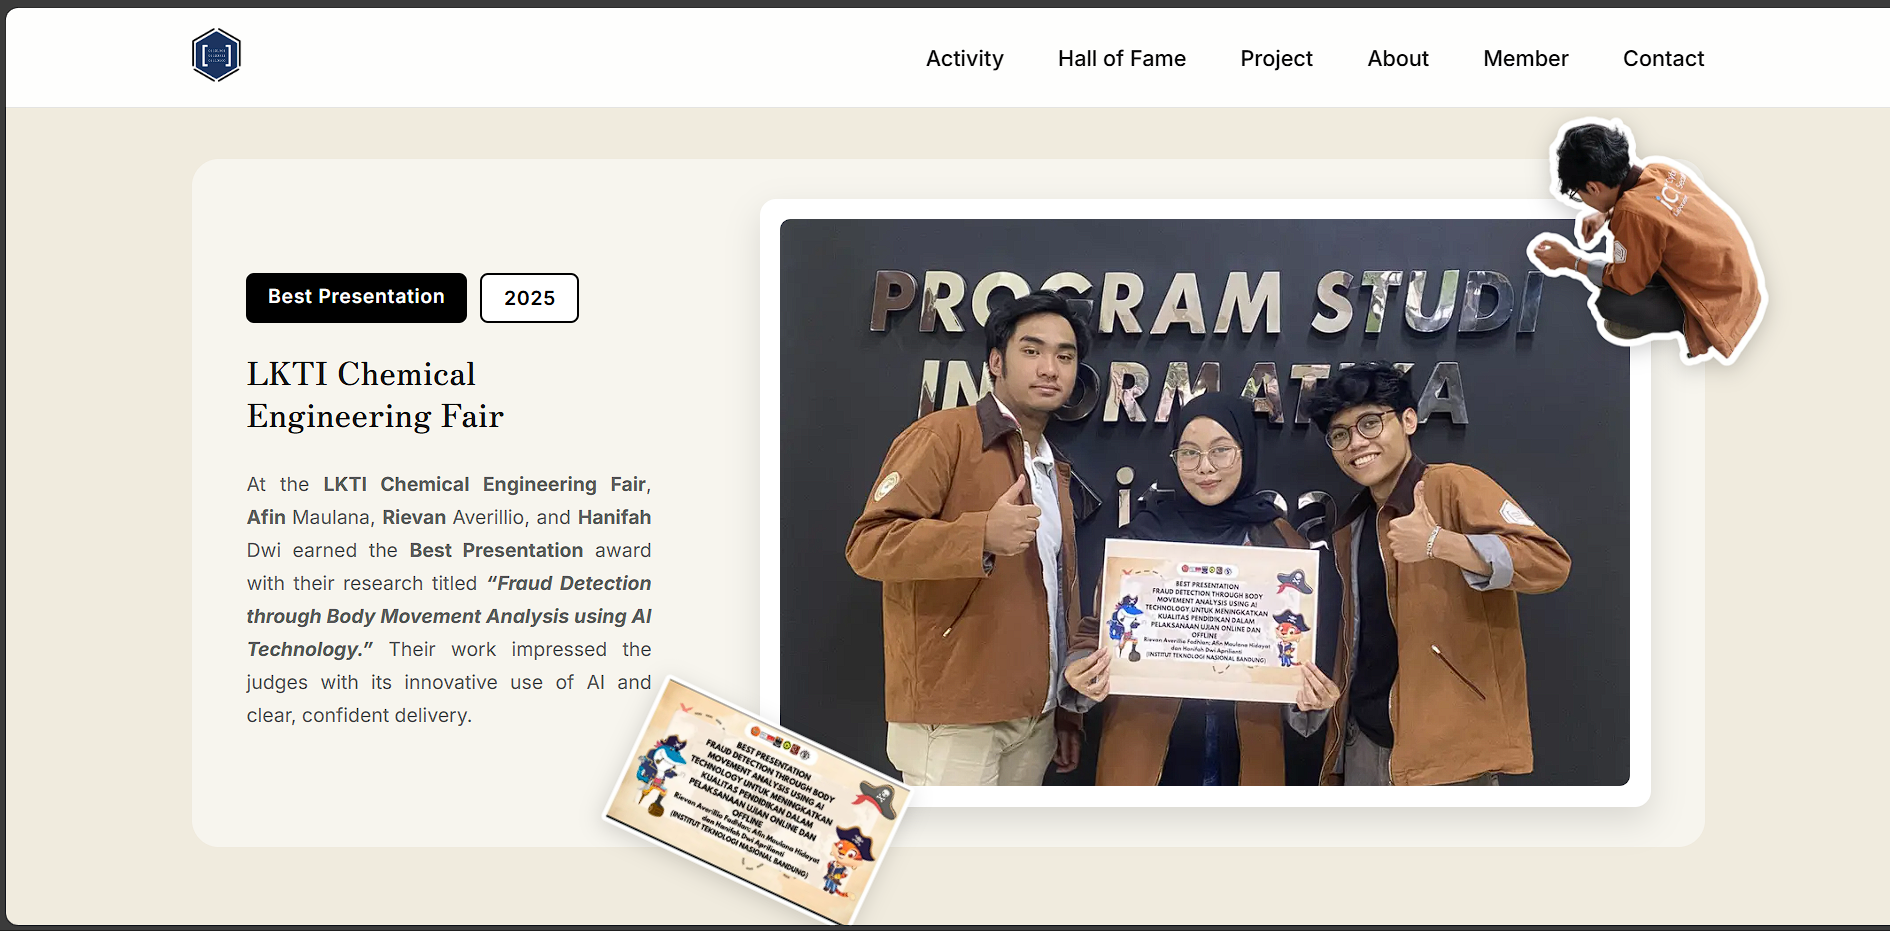 Activity
Hall of Fame
Project
About
Member
Contact
Best Presentation
2025
LKTI Chemical
Engineering Fair
At the LKTI Chemical Engineering Fair,
Afin Maulana, Rievan Averillio, and Hanifah
Dwi earned the Best Presentation award
with their research titled “Fraud Detection
through Body Movement Analysis using AI
Technology.” Their work impressed the
judges with its innovative use of AI and
clear, confident delivery.
PROGRAM STUDI
BEST PRESENTATION
FRAUD DETECTION THROUGH BODY
MOVEMENT ANALYSIS USING AI
TECHNOLOGY UNTUK MENINGKATKAN
KUALITAS PENDIDIKAN DALAM
PELAKSANAAN UJIAN ONLINE DAN
OFFLINE
Rievan Averillio Fadhlan; Afin Maulana Hidayat
dan Hanifah Dwi Aprilianti
(INSTITUT TEKNOLOGI NASIONAL BANDUNG)
BEST PRESENTATION
FRAUD DETECTION THROUGH BODY
MOVEMENT ANALYSIS USING AI
TECHNOLOGY UNTUK MENINGKATKAN
KUALITAS PENDIDIKAN DALAM
PELAKSANAAN UJIAN ONLINE DAN
OFFLINE
Rievan Averillio Fadhlan; Afin Maulana Hidayat
dan Hanifah Dwi Aprilianti
(INSTITUT TEKNOLOGI NASIONAL BANDUNG)